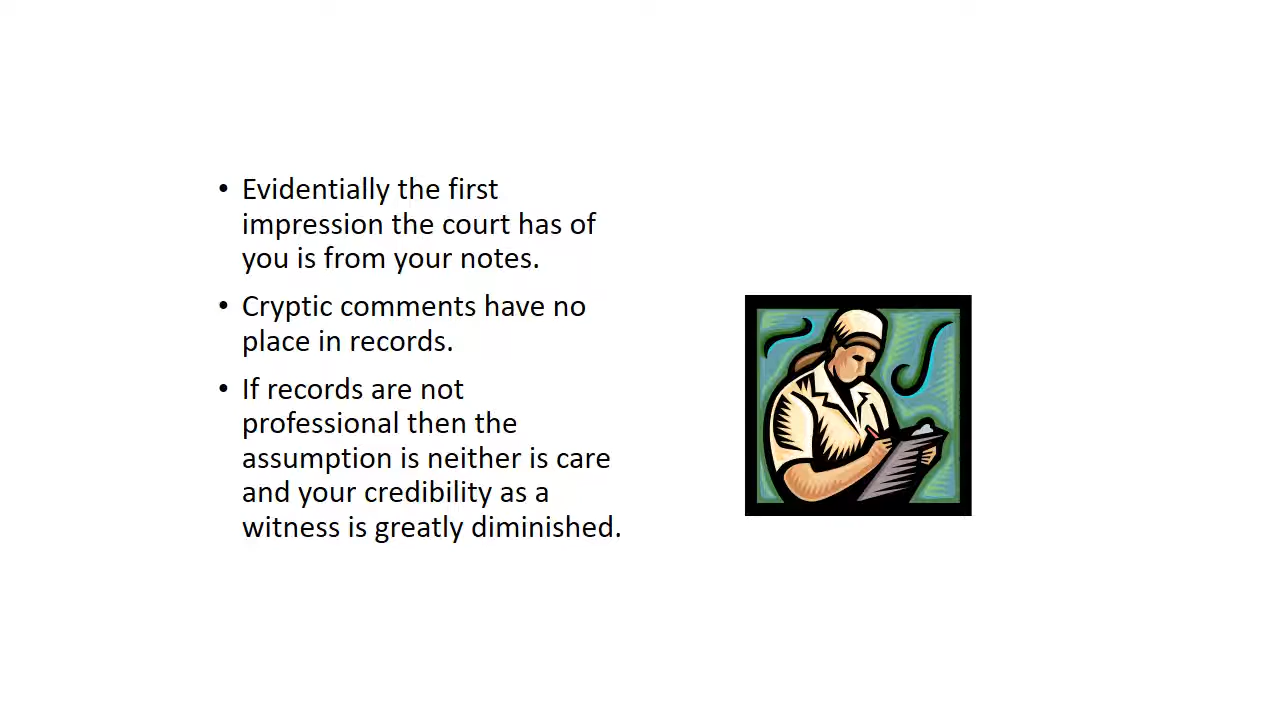 • Evidentially the first
impression the court has of
you is from your notes.
• Cryptic comments have no
place in records.
• If records are not
professional then the
assumption is neither is care
and your credibility as a
witness is greatly diminished.